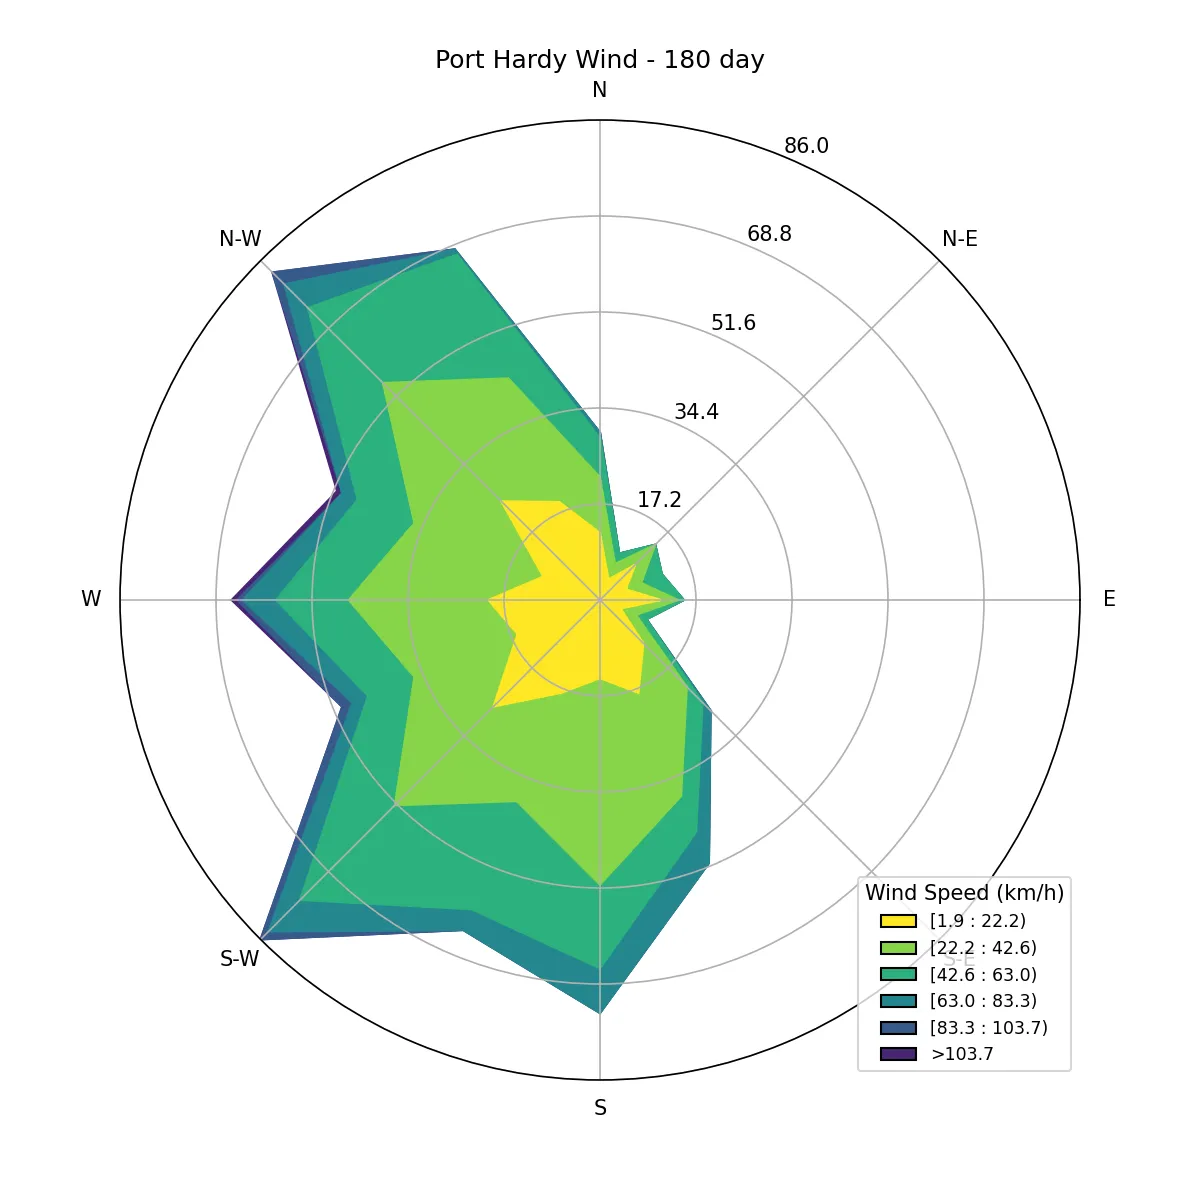 Port Hardy Wind - 180 day
N
86.0
N-W
N-E
68.8
51.6
34.4
17.2
W
E
S-W
S-E
S
Wind Speed (km/h)
[1.9 : 22.2)
[22.2 : 42.6)
[42.6 : 63.0)
[63.0 : 83.3)
[83.3 : 103.7)
>103.7